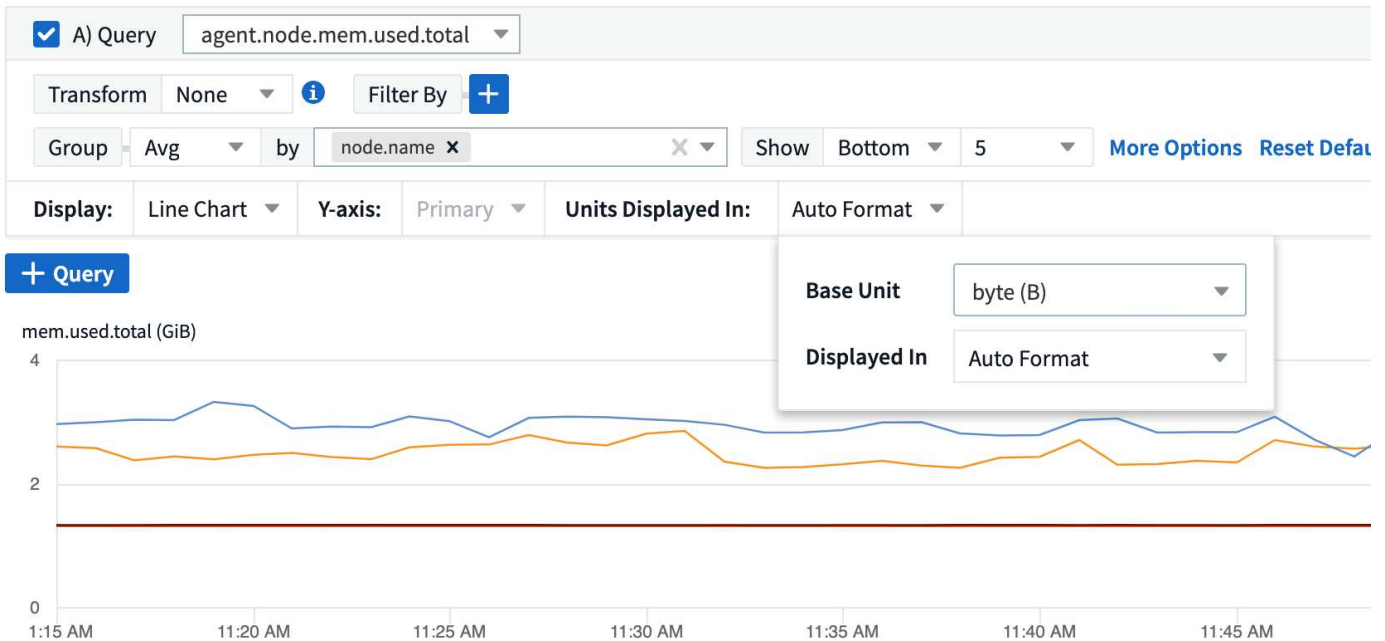 A) Query agent.node.mem.used.total
Transform None i Filter By +
Group Avg by node.name × Show Bottom 5 More Options Reset Defau
Display: Line Chart Y-axis: Primary Units Displayed In: Auto Format
+ Query
Base Unit byte (B)
Displayed In Auto Format
mem.used.total (GiB)
4
2
0
1:15 AM 11:20 AM 11:25 AM 11:30 AM 11:35 AM 11:40 AM 11:45 AM